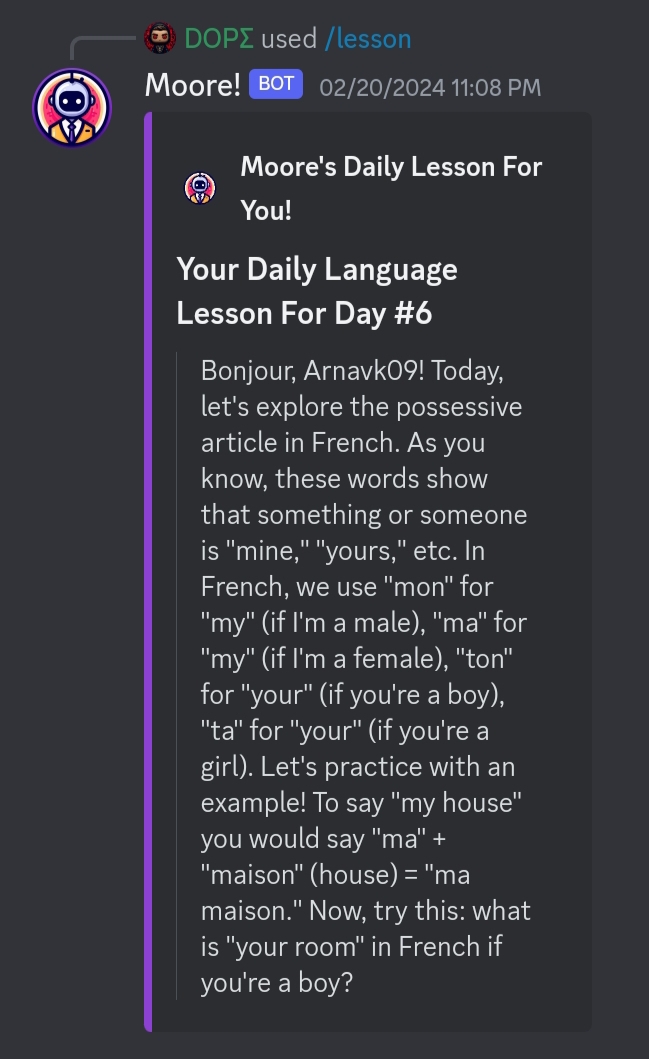 DOPΣ used /lesson
Moore! BOT 02/20/2024 11:08 PM
Moore's Daily Lesson For
You!
Your Daily Language
Lesson For Day #6
Bonjour, Arnavk09! Today,
let's explore the possessive
article in French. As you
know, these words show
that something or someone
is "mine," "yours," etc. In
French, we use "mon" for
"my" (if I'm a male), "ma" for
"my" (if I'm a female), "ton"
for "your" (if you're a boy),
"ta" for "your" (if you're a
girl). Let's practice with an
example! To say "my house"
you would say "ma" +
"maison" (house) = "ma
maison." Now, try this: what
is "your room" in French if
you're a boy?